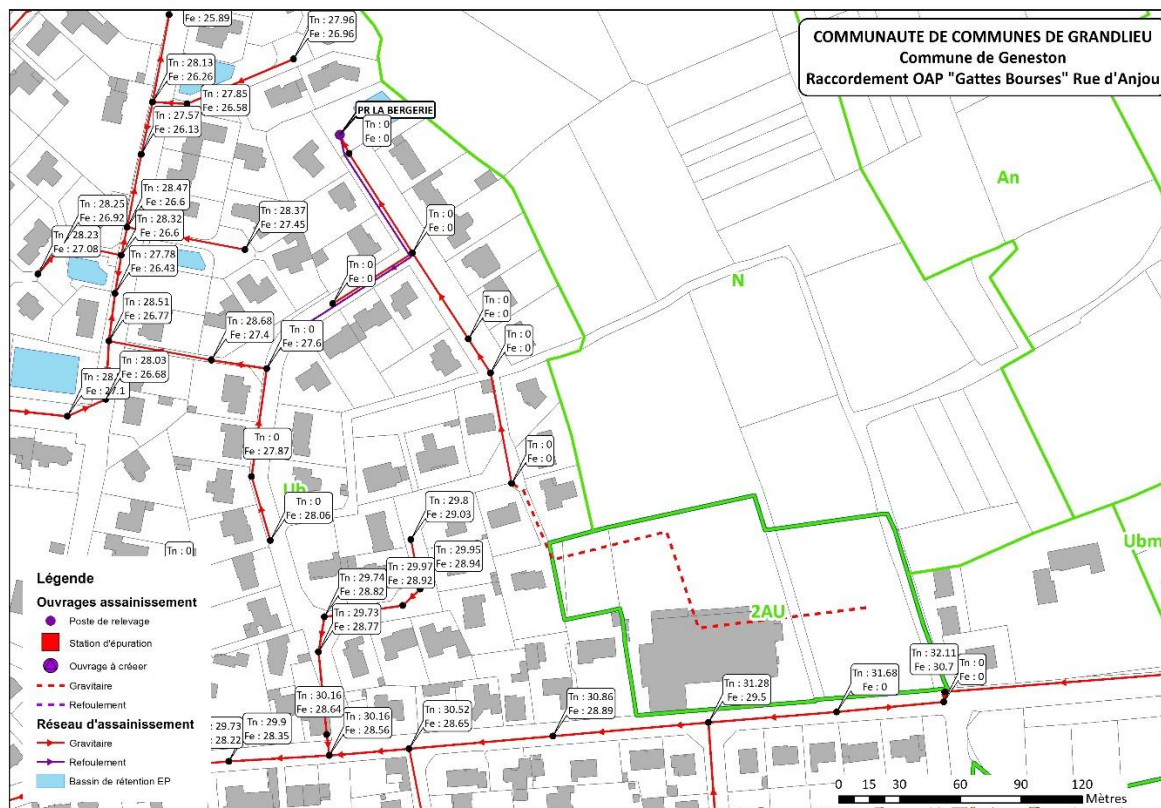 COMMUNAUTE DE COMMUNES DE GRANDLIEU
Commune de Geneston
Raccordement OAP "Gattes Bourses" Rue d'Anjou
Fe : 25.89
Tn : 27.96
Fe : 26.96
Tn : 28.13
Fe : 26.26
Tn : 27.85
Fe : 26.58
Tn : 27.57
Fe : 26.13
PR LA BERGERIE
Tn : 0
Fe : 0
Tn : 28.47
Fe : 26.6
Tn : 28.25
Fe : 26.92
Tn : 28.32
Fe : 26.6
Tn : 28.37
Fe : 27.45
Tn : 28.23
Fe : 27.08
Tn : 27.78
Fe : 26.43
Tn : 0
Fe : 0
Tn : 0
Fe : 0
Tn : 28.51
Fe : 26.77
Tn : 28.68
Fe : 27.4
Tn : 0
Fe : 27.6
Tn : 0
Fe : 0
Tn : 0
Fe : 0
Tn : 28.03
Fe : 26.68
Tn : 28.
Fe : 27.1
An
N
Tn : 0
Fe : 27.87
Tn : 0
Fe : 0
Ub
Tn : 0
Fe : 28.06
Tn : 29.8
Fe : 29.03
Tn : 0
Tn : 29.95
Fe : 28.94
Tn : 29.97
Fe : 28.92
Tn : 29.74
Fe : 28.82
Tn : 29.73
Fe : 28.77
Ubm
2AU
Tn : 32.11
Fe : 30.7
Tn : 0
Fe : 0
Tn : 31.68
Fe : 0
Tn : 31.28
Fe : 29.5
Tn : 30.86
Fe : 28.89
Tn : 30.52
Fe : 28.65
Tn : 30.16
Fe : 28.64
Tn : 30.16
Fe : 28.56
Tn : 29.9
Fe : 28.35
: 29.73
: 28.22
Légende
Ouvrages assainissement
Poste de relevage
Station d'épuration
Ouvrage à créeer
Gravitaire
Refoulement
Réseau d'assainissement
Gravitaire
Refoulement
Bassin de rétention EP
0 15 30 60 90 120
Mètres